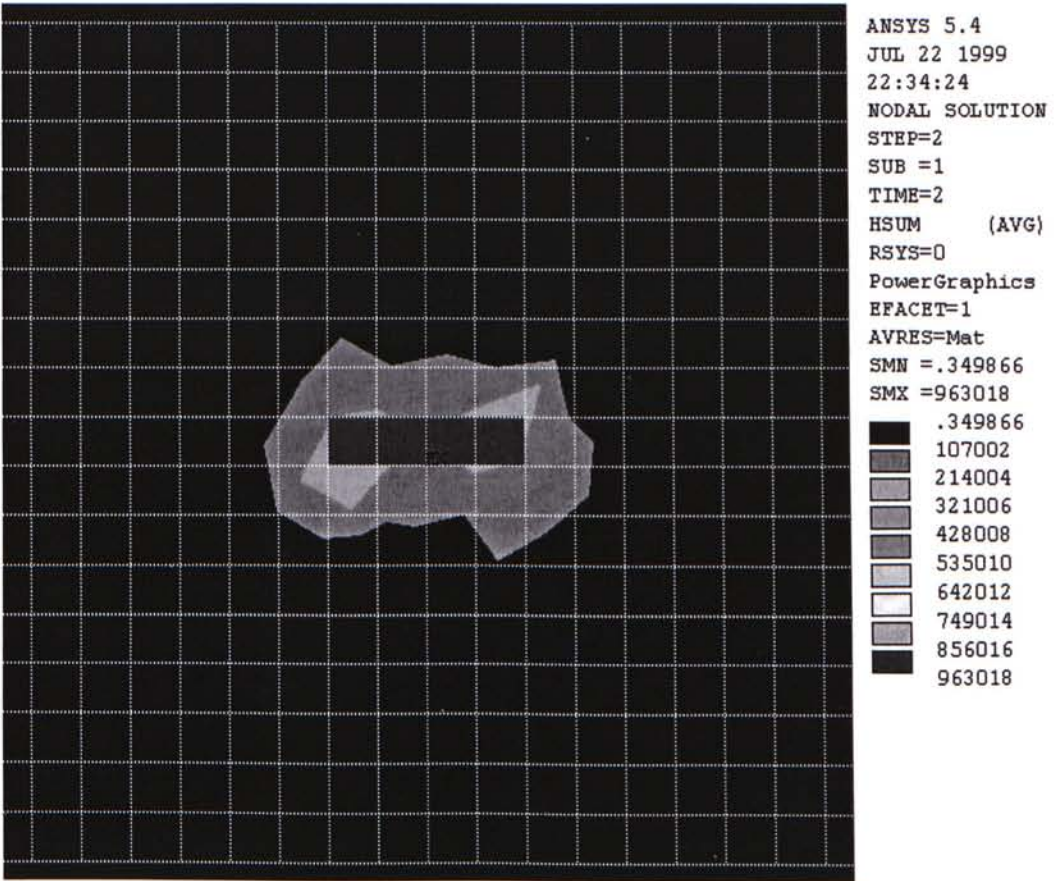 ANSYS 5.4
JUL 22 1999
22:34:24
NODAL SOLUTION
STEP=2
SUB =1
TIME=2
HSUM (AVG)
RSYS=0
PowerGraphics
EFACET=1
AVRES=Mat
SMN =.349866
SMX =963018
.349866
107002
214004
321006
428008
535010
642012
749014
856016
963018